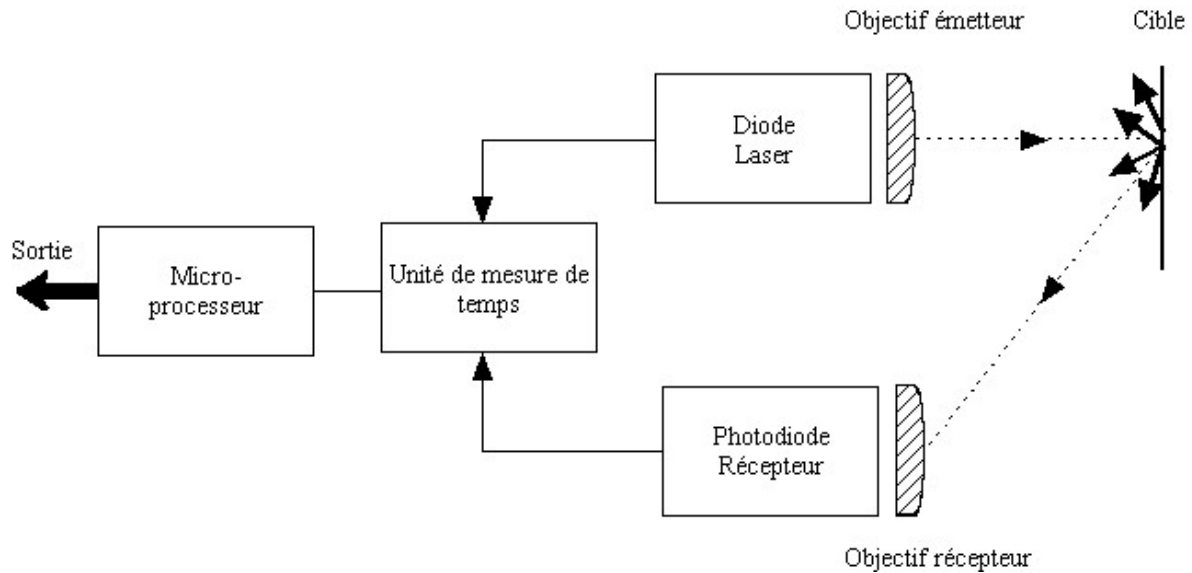 Objectif émetteur
Cible
Diode
Laser
Sortie
Micro-
processeur
Unité de mesure de
temps
Photodiode
Récepteur
Objectif récepteur